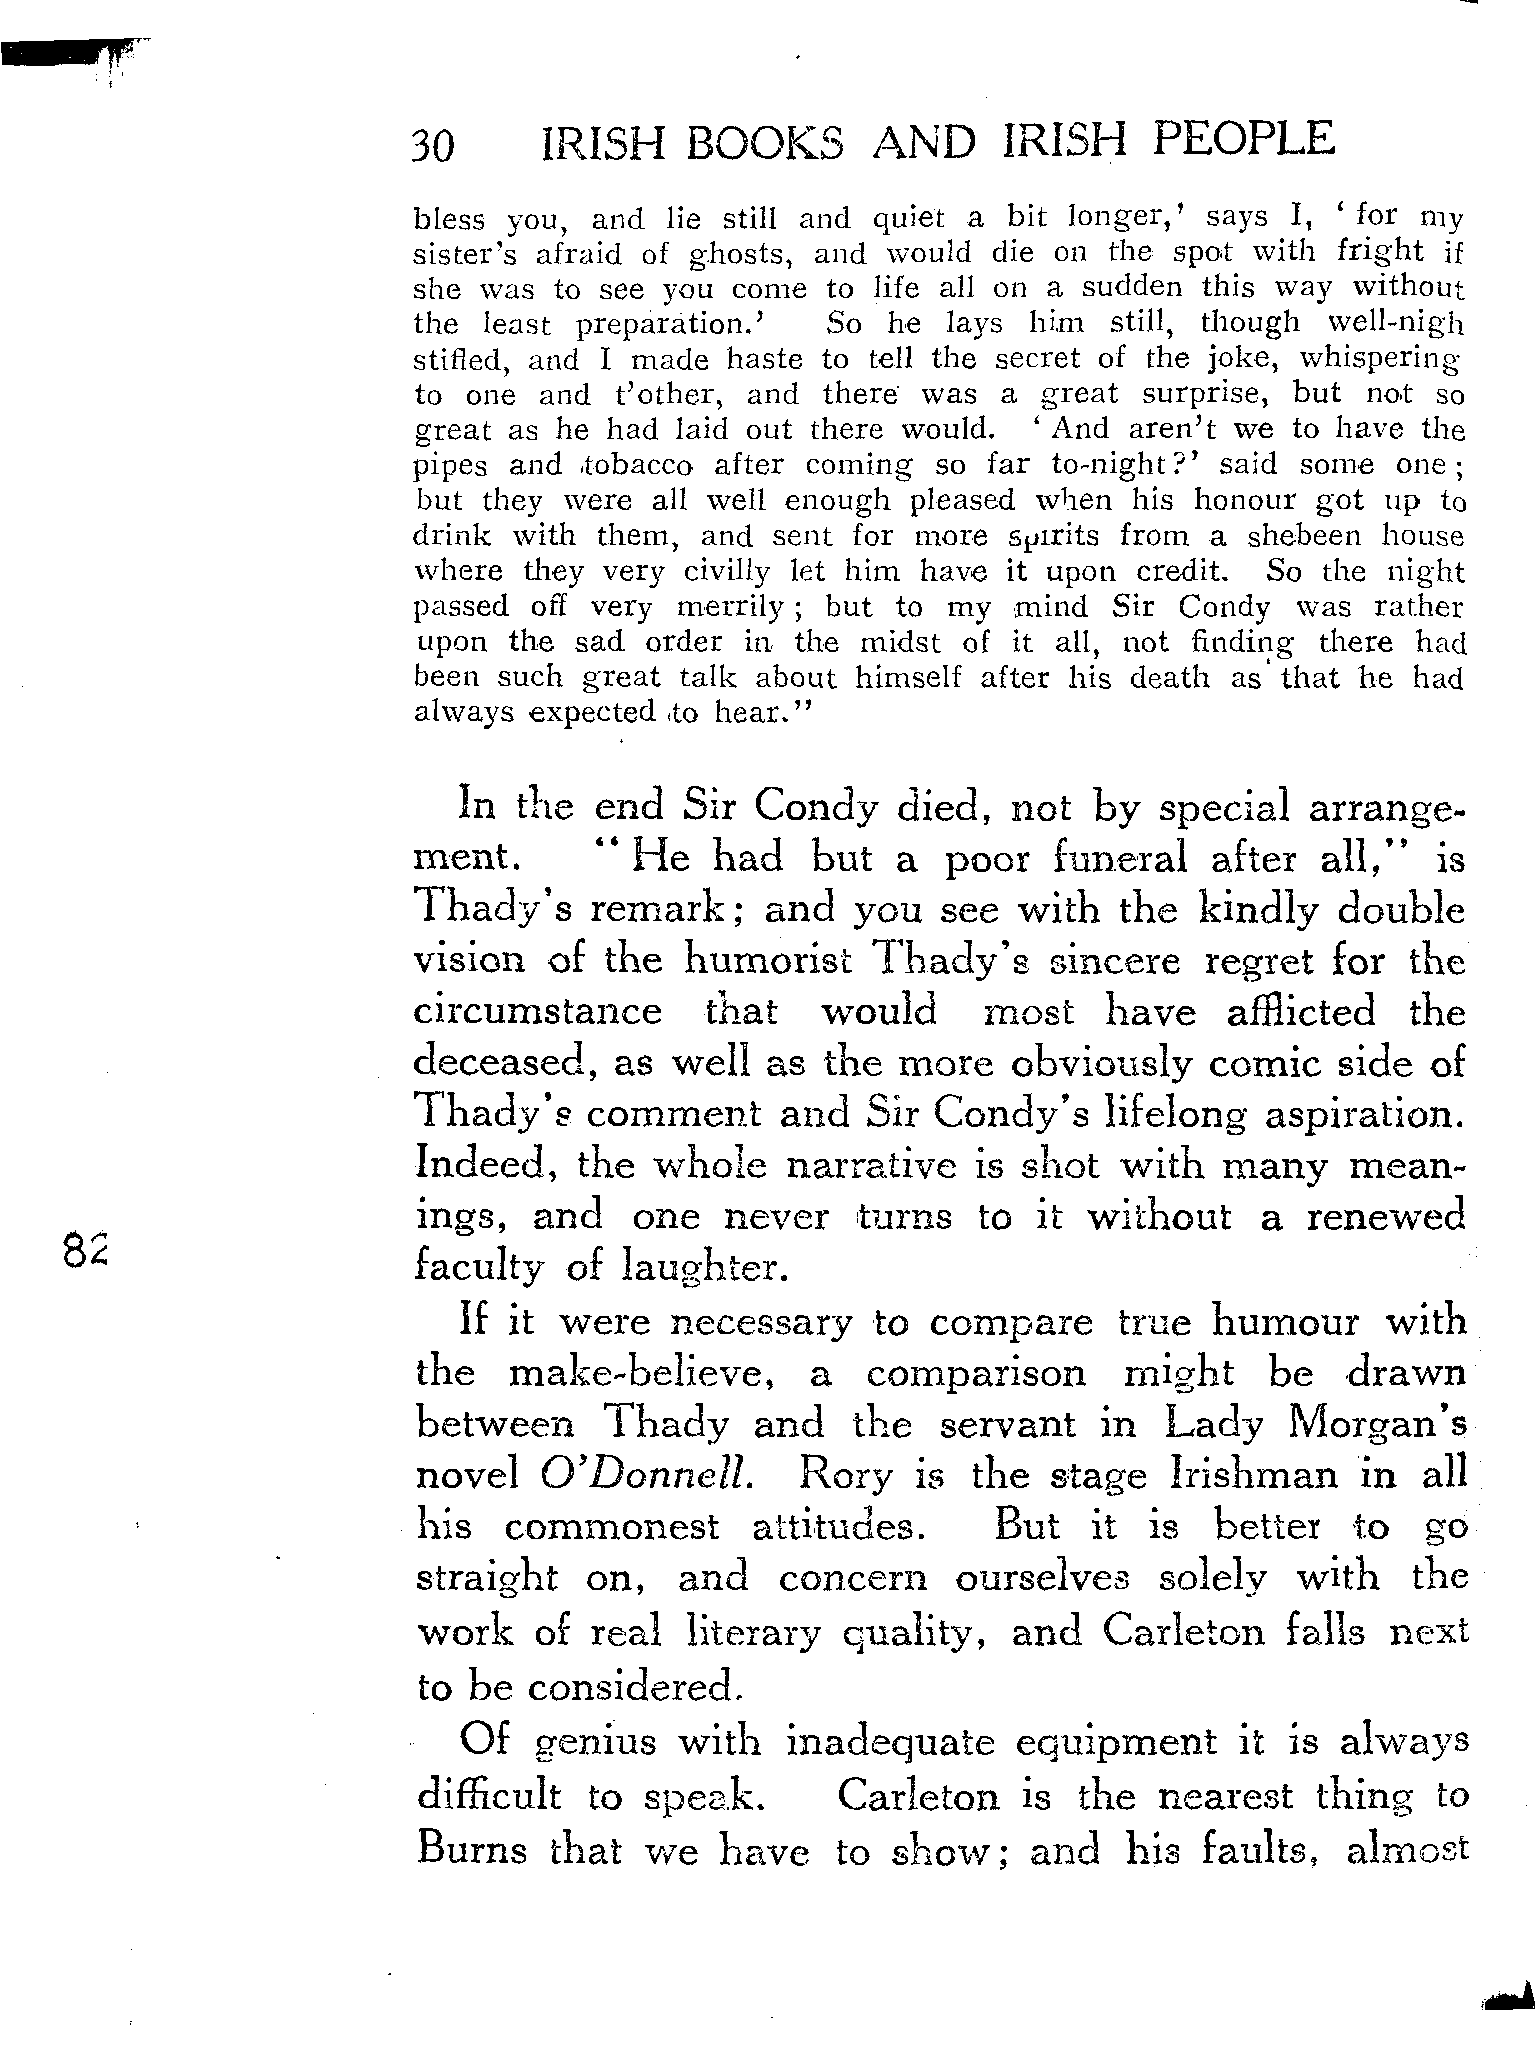 30 IRISH BOOKS AND IRISH PEOPLE
bless you, and lie still and quiet a bit longer,' says I, ' for my
sister's afraid of ghosts, and would die on the spot with fright if
she was to see you come to life all on a sudden this way without
the least preparation.' So he lays him still, though well-nigh
stifled, and I made haste to tell the secret of the joke, whispering
to one and t'other, and there was a great surprise, but not so
great as he had laid out there would. ' And aren't we to have the
pipes and tobacco after coming so far to-night?' said some one ;
but they were all well enough pleased when his honour got up to
drink with them, and sent for more spirits from a shebeen house
where they very civilly let him have it upon credit. So the night
passed off very merrily ; but to my mind Sir Condy was rather
upon the sad order in the midst of it all, not finding there had
been such great talk about himself after his death as that he had
always expected to hear."
In the end Sir Condy died, not by special arrange-
ment. " He had but a poor funeral after all," is
Thady's remark; and you see with the kindly double
vision of the humorist Thady's sincere regret for the
circumstance that would most have afflicted the
deceased, as well as the more obviously comic side of
Thady's comment and Sir Condy's lifelong aspiration.
Indeed, the whole narrative is shot with many mean-
ings, and one never turns to it without a renewed
faculty of laughter.
If it were necessary to compare true humour with
the make-believe, a comparison might be drawn
between Thady and the servant in Lady Morgan's
novel O'Donnell. Rory is the stage Irishman in all
his commonest attitudes. But it is better to go
straight on, and concern ourselves solely with the
work of real literary quality, and Carleton falls next
to be considered.
Of genius with inadequate equipment it is always
difficult to speak. Carleton is the nearest thing to
Burns that we have to show; and his faults, almost
82